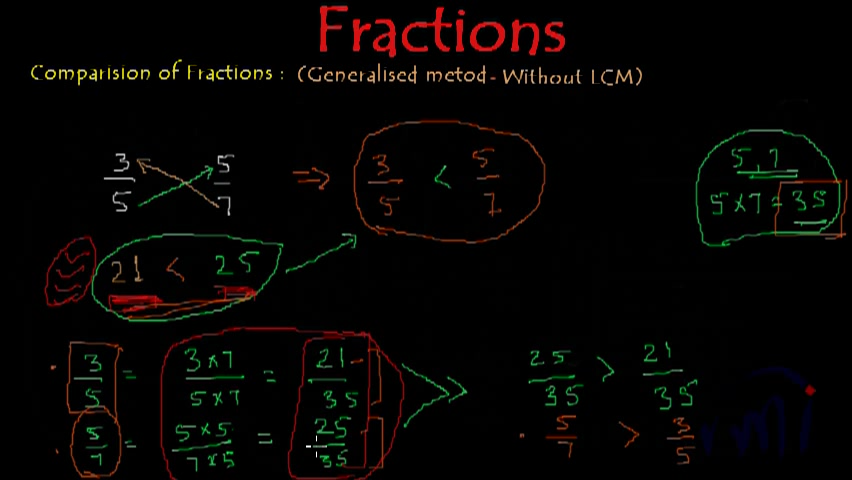 Fractions
Comparision of Fractions : (Generalised metod - Without LCM)
3/5 5/7 ⇒ 3/5 < 5/7
5,7
5×7=35
21 < 25
3/5 = 3×7/5×7 = 21/35
25/35 > 21/35
5/7 = 5×5/7×5 = 25/35
5/7 > 3/5